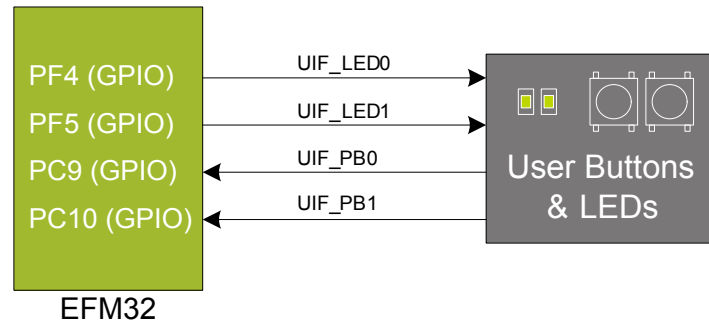 PF4 (GPIO)
UIF_LED0
PF5 (GPIO)
UIF_LED1
PC9 (GPIO)
UIF_PB0
PC10 (GPIO)
UIF_PB1
User Buttons
& LEDs
EFM32